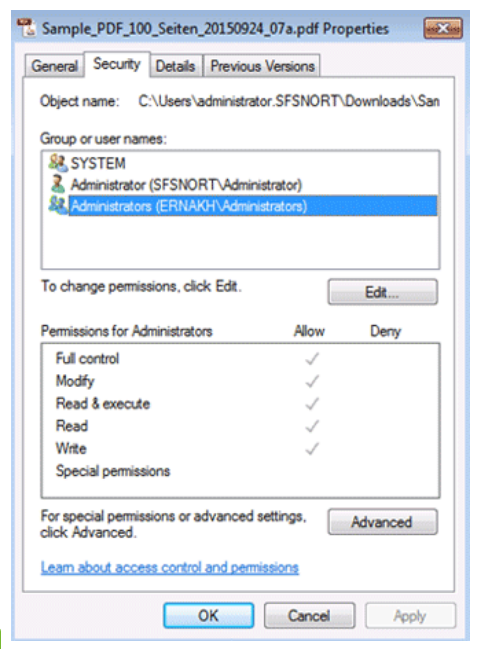 Sample_PDF_100_Seiten_20150924_07a.pdf Properties
General Security Details Previous Versions
Object name: C:\Users\administrator.SFSNORT\Downloads\San
Group or user names:
SYSTEM
Administrator (SFSNORT\Administrator)
Administrators (ERNAKH\Administrators)
To change permissions, click Edit.
Edit...
Permissions for Administrators Allow Deny
Full control
Modify
Read & execute
Read
Write
Special permissions
For special permissions or advanced settings,
click Advanced.
Advanced
Learn about access control and permissions
OK Cancel Apply